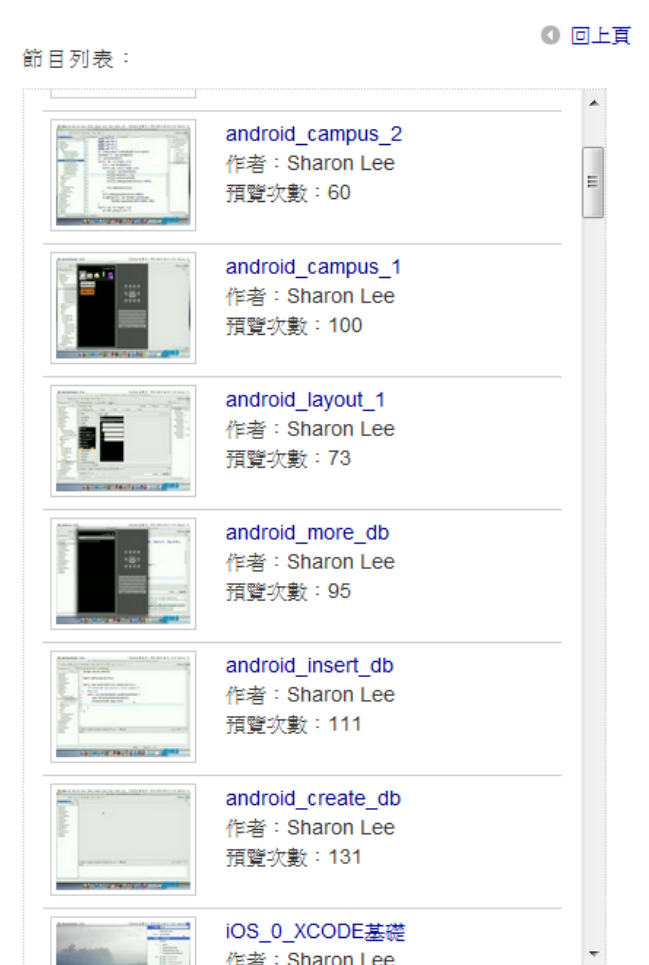 回上頁
節目列表：
android_campus_2
作者：Sharon Lee
預覽次數：60
android_campus_1
作者：Sharon Lee
預覽次數：100
android_layout_1
作者：Sharon Lee
預覽次數：73
android_more_db
作者：Sharon Lee
預覽次數：95
android_insert_db
作者：Sharon Lee
預覽次數：111
android_create_db
作者：Sharon Lee
預覽次數：131
iOS_0_XCODE基礎
作者：Sharon Lee